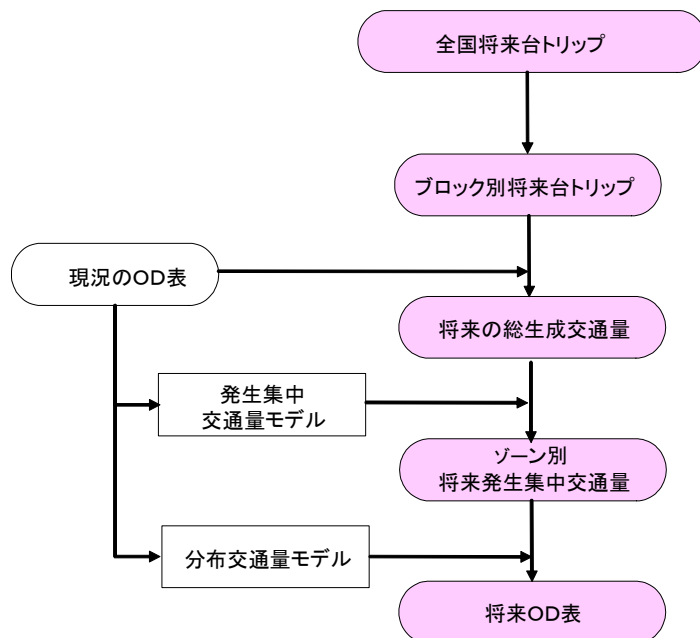 全国将来台トリップ
ブロック別将来台トリップ
現況のOD表
将来の総生成交通量
発生集中
交通量モデル
ゾーン別
将来発生集中交通量
分布交通量モデル
将来OD表